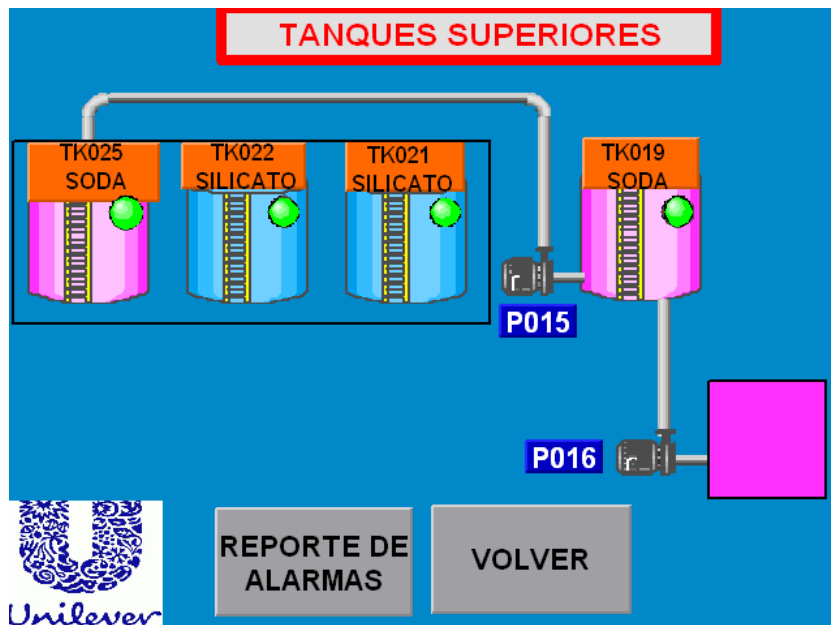 TANQUES SUPERIORES
TK025
SODA
TK022
SILICATO
TK021
SILICATO
TK019
SODA
r
P015
P016
r
REPORTE DE
ALARMAS
VOLVER
Unilever